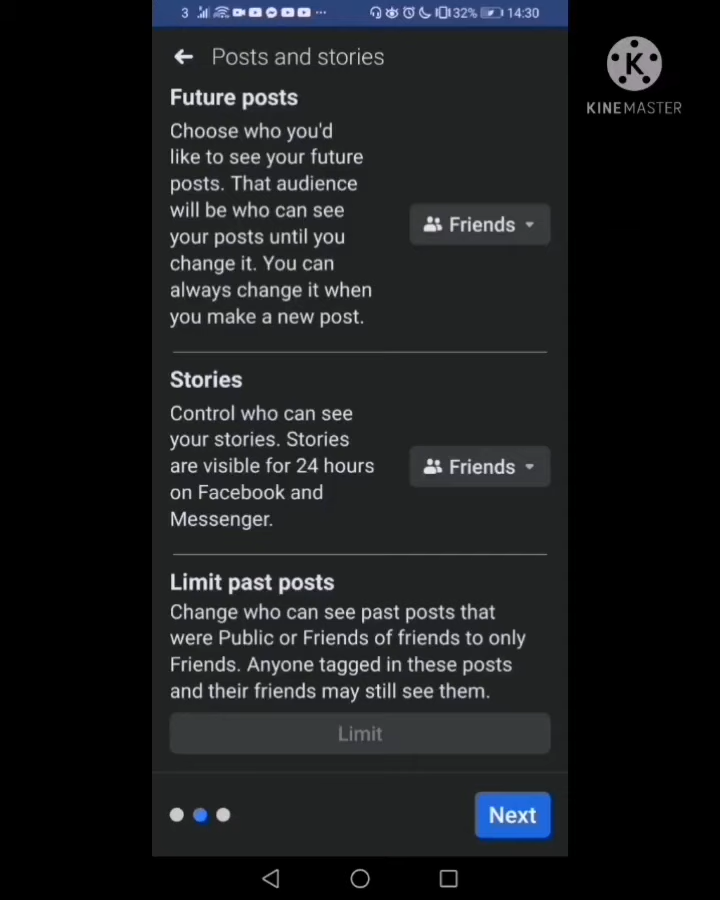 3 32% 14:30
Posts and stories
K
KINEMASTER
Future posts
Choose who you'd
like to see your future
posts. That audience
will be who can see
your posts until you
change it. You can
always change it when
you make a new post.
Friends
Stories
Control who can see
your stories. Stories
are visible for 24 hours
on Facebook and
Messenger.
Friends
Limit past posts
Change who can see past posts that
were Public or Friends of friends to only
Friends. Anyone tagged in these posts
and their friends may still see them.
Limit
Next